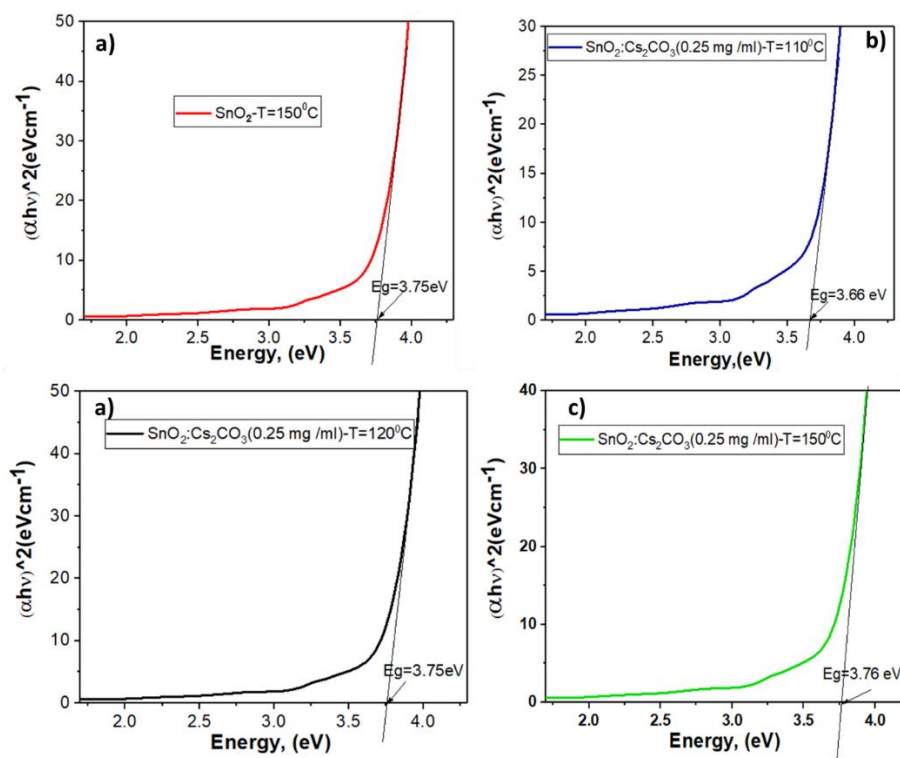 a)
SnO₂-T=150⁰C
(αhν)^2(eVcm⁻¹)
50
40
30
20
10
0
Eg=3.75eV
2.0 2.5 3.0 3.5 4.0
Energy, (eV)
b)
SnO₂:Cs₂CO₃(0.25 mg /ml)-T=110⁰C
(αhν)^2(eVcm⁻¹)
30
25
20
15
10
5
0
Eg=3.66 eV
2.0 2.5 3.0 3.5 4.0
Energy,(eV)
a)
SnO₂:Cs₂CO₃(0.25 mg /ml)-T=120⁰C
(αhν)^2(eVcm⁻¹)
50
40
30
20
10
0
Eg=3.75eV
2.0 2.5 3.0 3.5 4.0
Energy, (eV)
c)
SnO₂:Cs₂CO₃(0.25 mg /ml)-T=150⁰C
(αhν)^2(eVcm⁻¹)
40
30
20
10
0
Eg=3.76 eV
2.0 2.5 3.0 3.5 4.0
Energy, (eV)